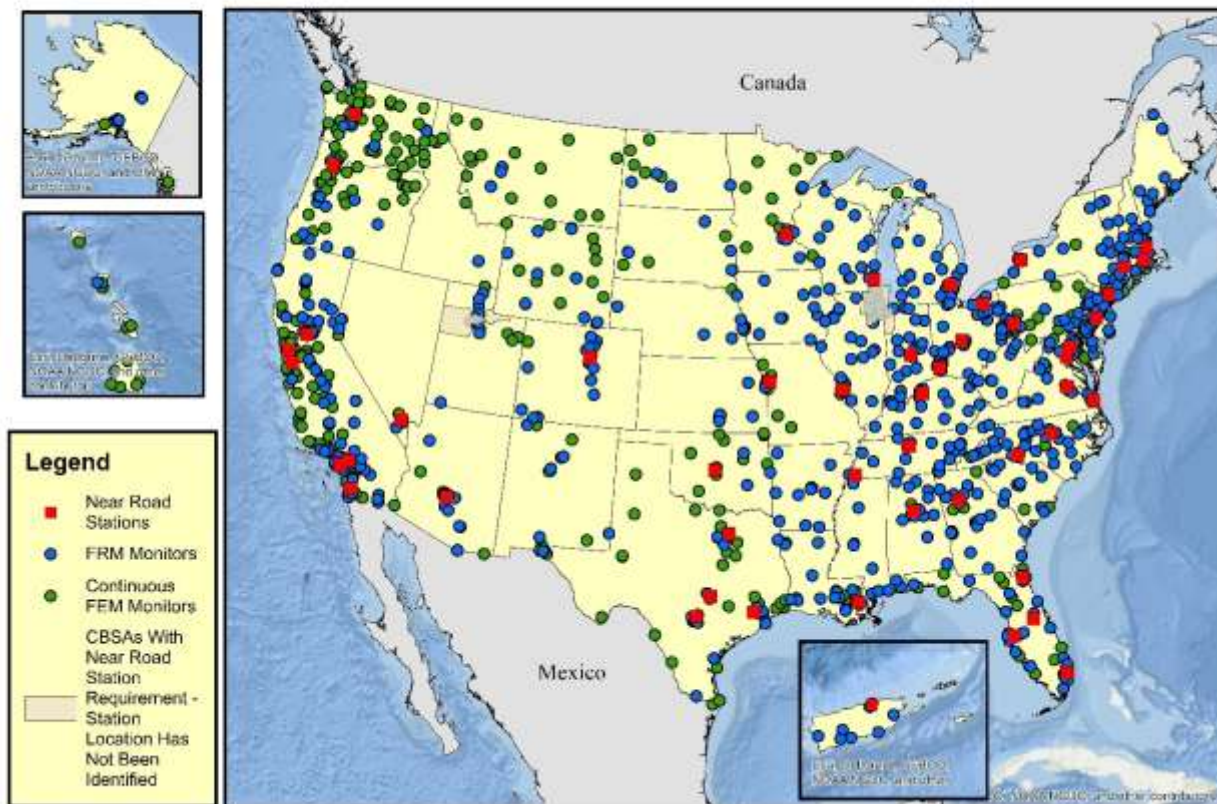 Canada
Mexico
Legend
Near Road
Stations
FRM Monitors
Continuous
FEM Monitors
CBSAs With
Near Road
Station
Requirement -
Station
Location Has
Not Been
Identified